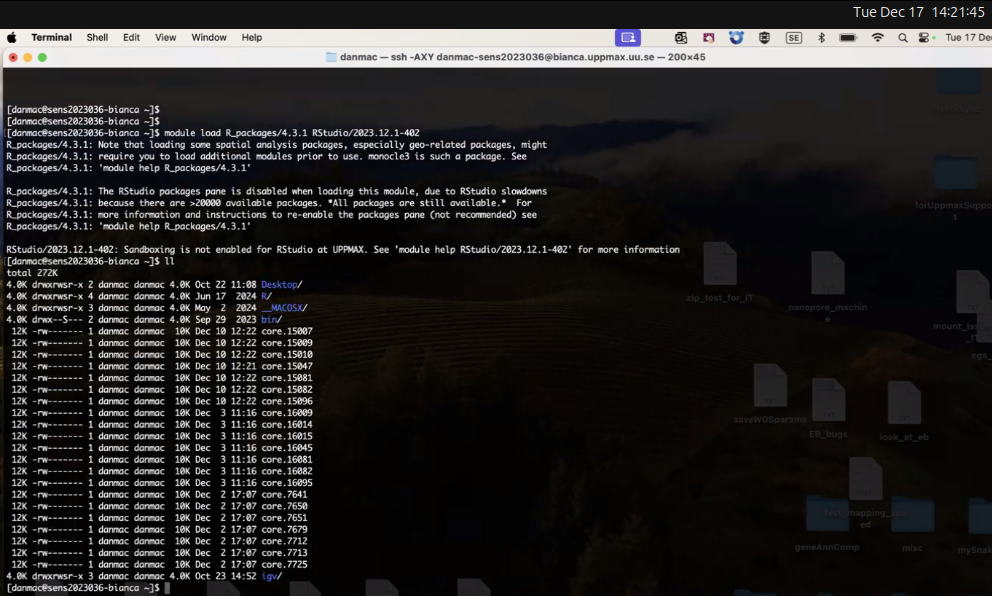 Tue Dec 17 14:21:45
Terminal Shell Edit View Window Help SE Tue 17 Dec
danmac — ssh -AXY danmac-sens2023036@bianca.uppmax.uu.se — 200×45
[danmac@sens2023036-bianca ~]$
[danmac@sens2023036-bianca ~]$
[danmac@sens2023036-bianca ~]$ module load R_packages/4.3.1 RStudio/2023.12.1-402
R_packages/4.3.1: Note that loading some spatial analysis packages, especially geo-related packages, might
R_packages/4.3.1: require you to load additional modules prior to use. monocle3 is such a package. See
R_packages/4.3.1: 'module help R_packages/4.3.1'
R_packages/4.3.1: The RStudio packages pane is disabled when loading this module, due to RStudio slowdowns
R_packages/4.3.1: because there are >20000 available packages. *All packages are still available.*  For
R_packages/4.3.1: more information and instructions to re-enable the packages pane (not recommended) see
R_packages/4.3.1: 'module help R_packages/4.3.1'
RStudio/2023.12.1-402: Sandboxing is not enabled for RStudio at UPPMAX. See 'module help RStudio/2023.12.1-402' for more information
[danmac@sens2023036-bianca ~]$ ll
total 272K
4.0K drwxrwsr-x 2 danmac danmac 4.0K Oct 22 11:08 Desktop/
4.0K drwxrwsr-x 4 danmac danmac 4.0K Jun 17  2024 R/
4.0K drwxrwsr-x 3 danmac danmac 4.0K May  2  2024 __MACOSX/
4.0K drwx--S--- 2 danmac danmac 4.0K Sep 29  2023 bin/
12K -rw------- 1 danmac danmac  10K Dec 10 12:22 core.15007
12K -rw------- 1 danmac danmac  10K Dec 10 12:22 core.15009
12K -rw------- 1 danmac danmac  10K Dec 10 12:22 core.15010
12K -rw------- 1 danmac danmac  10K Dec 10 12:21 core.15047
12K -rw------- 1 danmac danmac  10K Dec 10 12:22 core.15081
12K -rw------- 1 danmac danmac  10K Dec 10 12:22 core.15082
12K -rw------- 1 danmac danmac  10K Dec 10 12:22 core.15096
12K -rw------- 1 danmac danmac  10K Dec  3 11:16 core.16009
12K -rw------- 1 danmac danmac  10K Dec  3 11:16 core.16014
12K -rw------- 1 danmac danmac  10K Dec  3 11:16 core.16015
12K -rw------- 1 danmac danmac  10K Dec  3 11:16 core.16045
12K -rw------- 1 danmac danmac  10K Dec  3 11:16 core.16081
12K -rw------- 1 danmac danmac  10K Dec  3 11:16 core.16082
12K -rw------- 1 danmac danmac  10K Dec  3 11:16 core.16095
12K -rw------- 1 danmac danmac  10K Dec  2 17:07 core.7641
12K -rw------- 1 danmac danmac  10K Dec  2 17:07 core.7650
12K -rw------- 1 danmac danmac  10K Dec  2 17:07 core.7651
12K -rw------- 1 danmac danmac  10K Dec  2 17:07 core.7679
12K -rw------- 1 danmac danmac  10K Dec  2 17:07 core.7712
12K -rw------- 1 danmac danmac  10K Dec  2 17:07 core.7713
12K -rw------- 1 danmac danmac  10K Dec  2 17:07 core.7725
4.0K drwxrwsr-x 3 danmac danmac 4.0K Oct 23 14:52 igv/
[danmac@sens2023036-bianca ~]$
forUppmaxSuppo
1
zip_test_for_IT
nanopore_machin
e
saveWGSparams
EB_bugs
look_at_eb
geneAnnComp
misc
mySnak